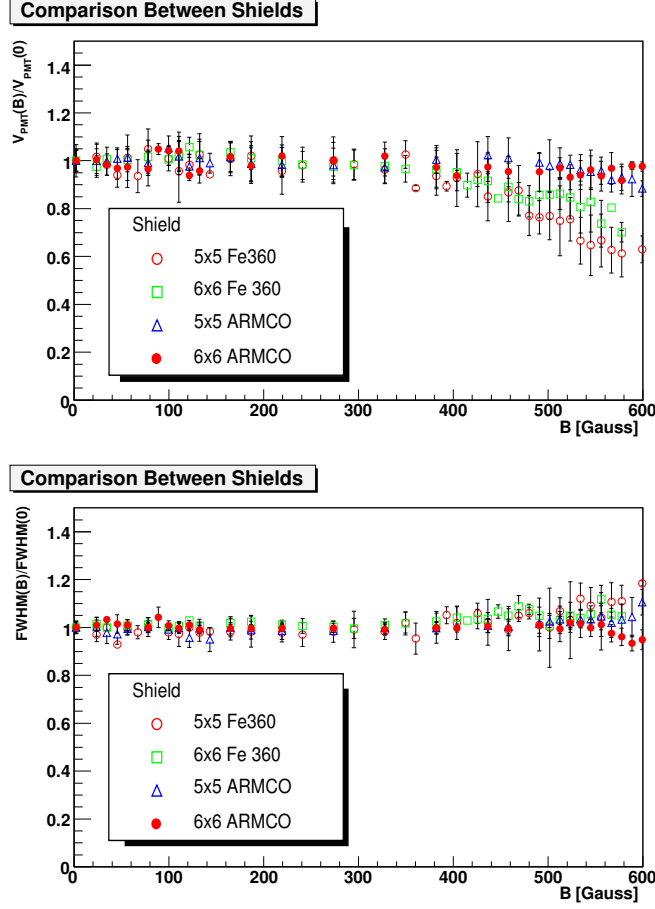 Comparison Between Shields
V_PMT(B)/V_PMT(0)
1.4
1.2
1
0.8
0.6
0.4
0.2
0
Shield
5x5 Fe360
6x6 Fe 360
5x5 ARMCO
6x6 ARMCO
0 100 200 300 400 500 600
B [Gauss]
Comparison Between Shields
FWHM(B)/FWHM(0)
1.4
1.2
1
0.8
0.6
0.4
0.2
0
Shield
5x5 Fe360
6x6 Fe 360
5x5 ARMCO
6x6 ARMCO
0 100 200 300 400 500 600
B [Gauss]